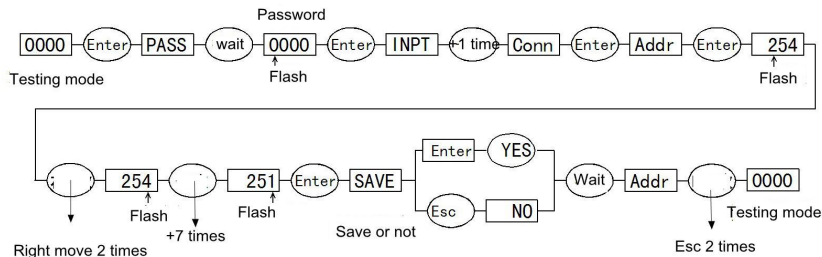 Password
0000 Enter PASS wait 0000 Enter INPT +1 time Conn Enter Addr Enter 254
Testing mode
Flash
Flash
254 251 Enter SAVE Enter YES Esc NO Wait Addr 0000
Flash
Flash
Save or not
Testing mode
Right move 2 times
+7 times
Esc 2 times